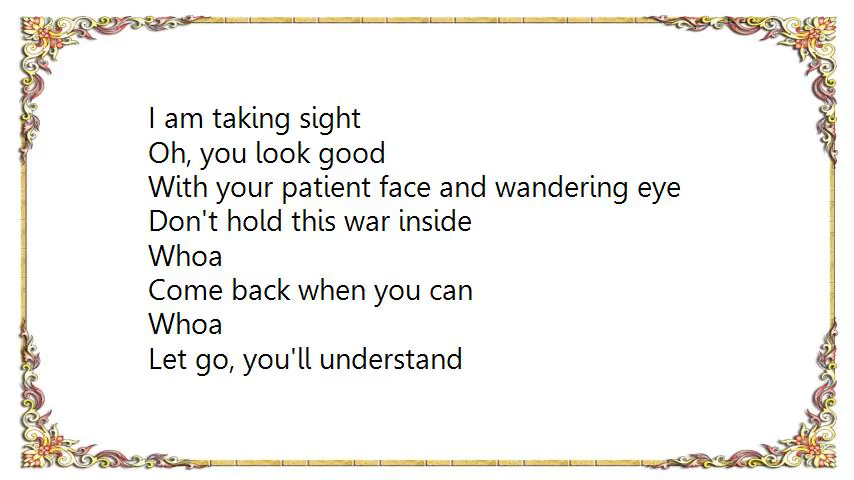 I am taking sight
Oh, you look good
With your patient face and wandering eye
Don't hold this war inside
Whoa
Come back when you can
Whoa
Let go, you'll understand